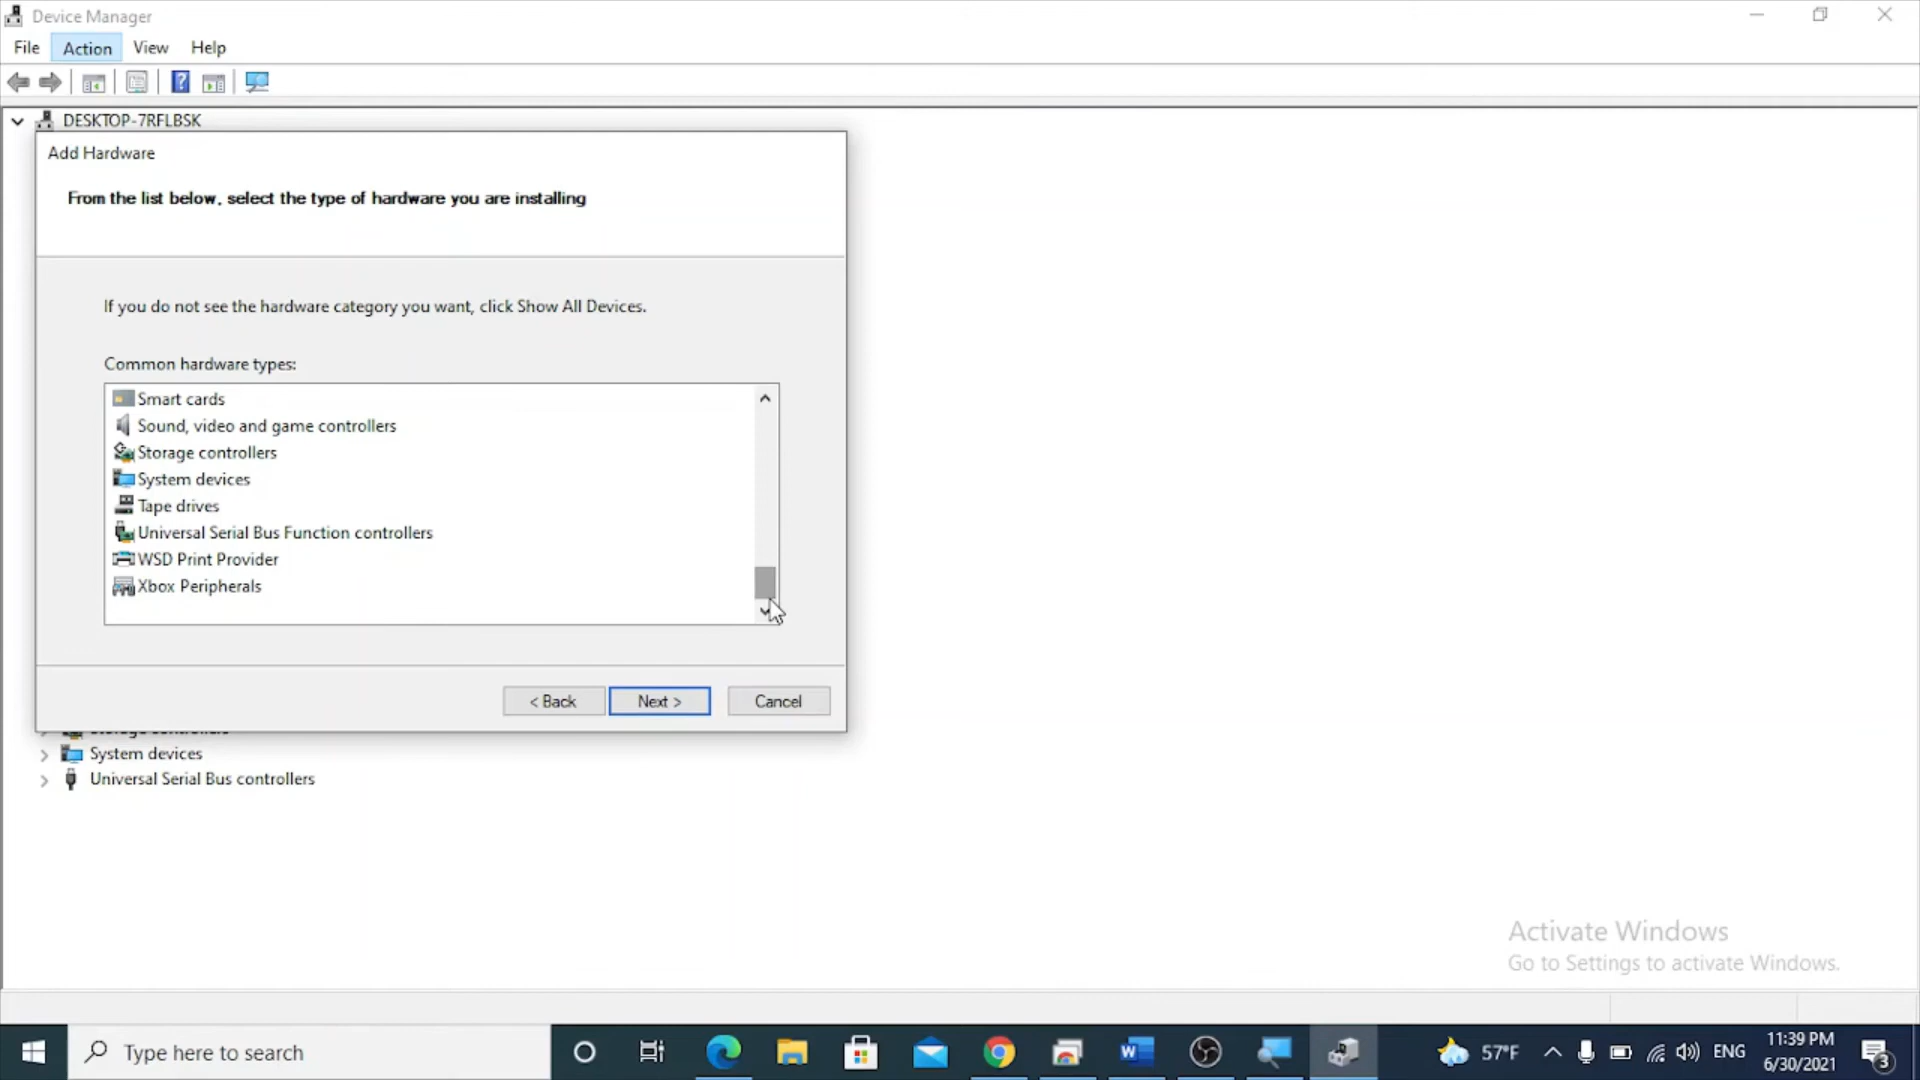 Device Manager
File Action View Help
DESKTOP-7RFLBSK
Add Hardware
From the list below, select the type of hardware you are installing
If you do not see the hardware category you want, click Show All Devices.
Common hardware types:
Smart cards
Sound, video and game controllers
Storage controllers
System devices
Tape drives
Universal Serial Bus Function controllers
WSD Print Provider
Xbox Peripherals
< Back Next > Cancel
Storage controllers
System devices
Universal Serial Bus controllers
Activate Windows
Go to Settings to activate Windows.
Type here to search
57°F
ENG
11:39 PM
6/30/2021
3